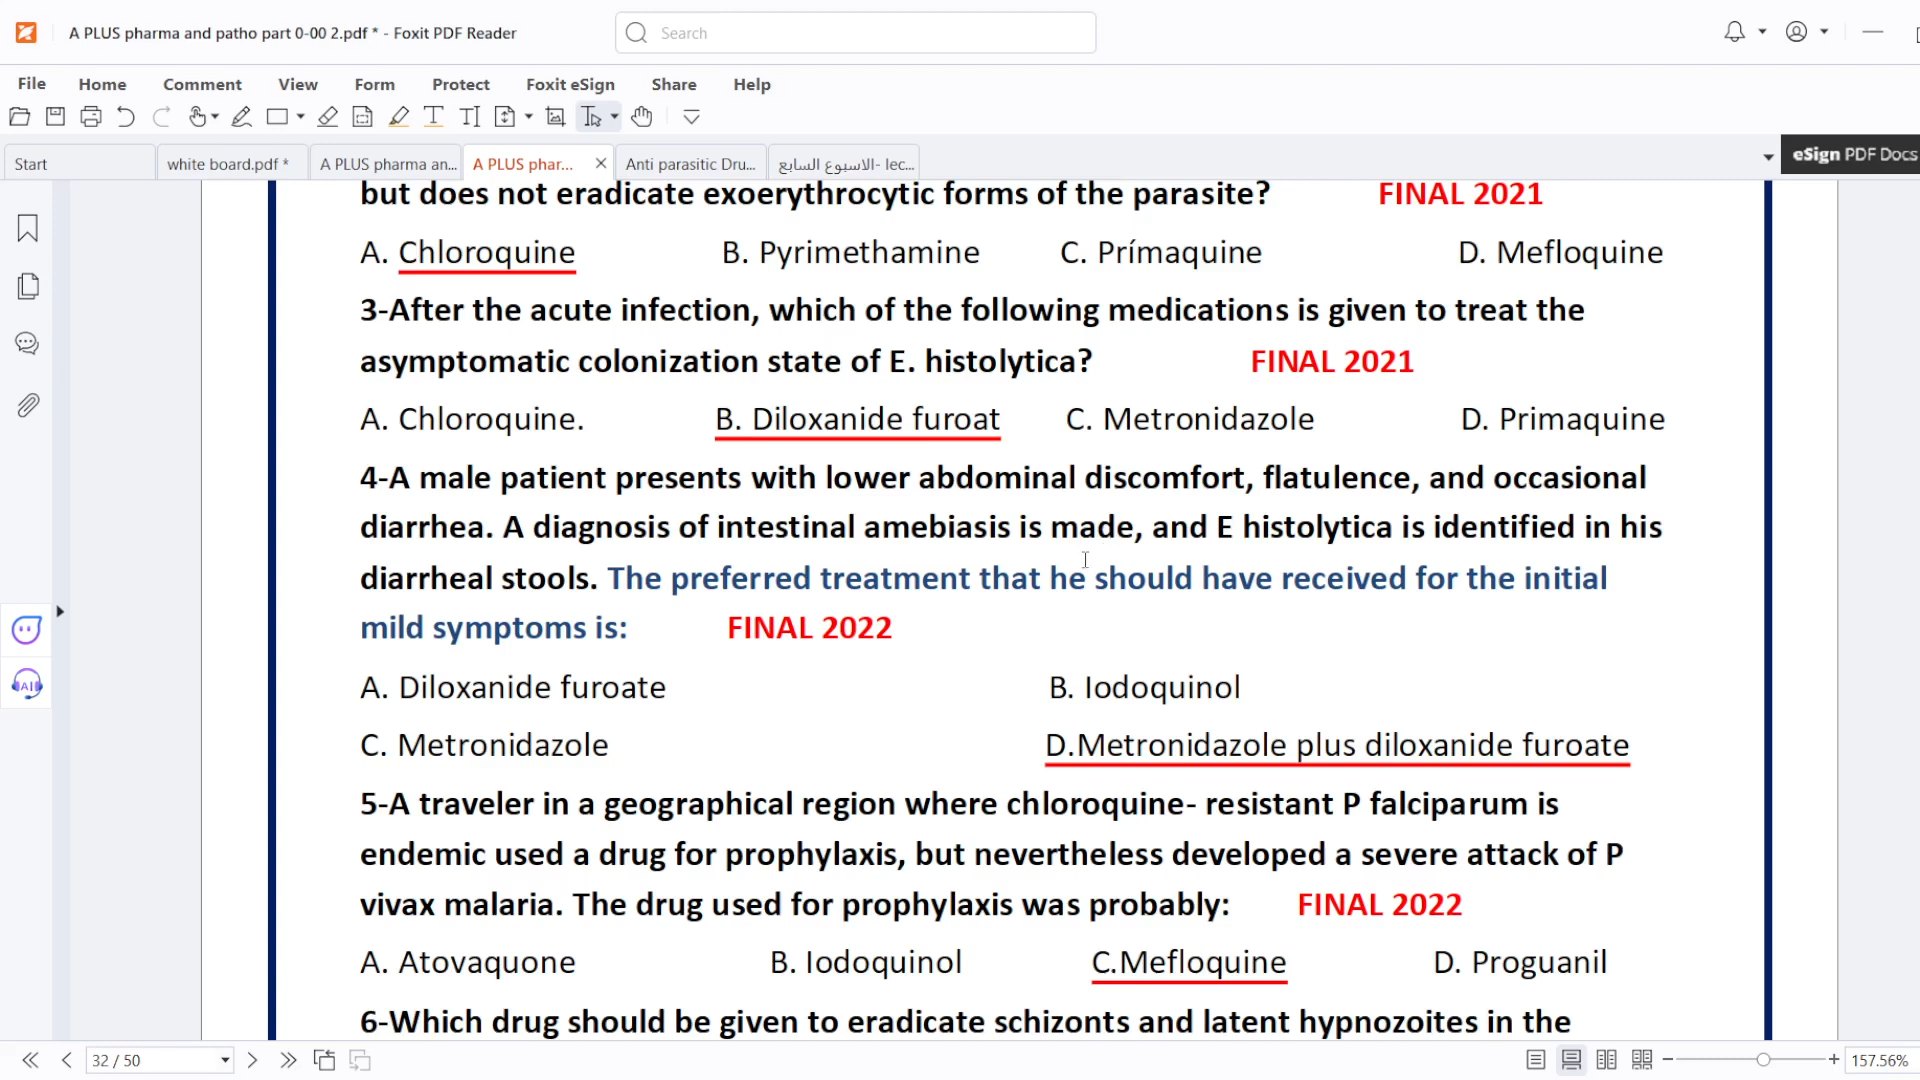 A PLUS pharma and patho part 0-00 2.pdf * - Foxit PDF Reader
Search
File Home Comment View Form Protect Foxit eSign Share Help
Start
white board.pdf *
A PLUS pharma an...
A PLUS phar...
Anti parasitic Dru...
الاسبوع السابع- lec...
eSign PDF Docs
but does not eradicate exoerythrocytic forms of the parasite? FINAL 2021
A. Chloroquine B. Pyrimethamine C. Prímaquine D. Mefloquine
3-After the acute infection, which of the following medications is given to treat the
asymptomatic colonization state of E. histolytica? FINAL 2021
A. Chloroquine. B. Diloxanide furoat C. Metronidazole D. Primaquine
4-A male patient presents with lower abdominal discomfort, flatulence, and occasional
diarrhea. A diagnosis of intestinal amebiasis is made, and E histolytica is identified in his
diarrheal stools. The preferred treatment that he should have received for the initial
mild symptoms is: FINAL 2022
A. Diloxanide furoate B. Iodoquinol
C. Metronidazole D.Metronidazole plus diloxanide furoate
5-A traveler in a geographical region where chloroquine- resistant P falciparum is
endemic used a drug for prophylaxis, but nevertheless developed a severe attack of P
vivax malaria. The drug used for prophylaxis was probably: FINAL 2022
A. Atovaquone B. Iodoquinol C.Mefloquine D. Proguanil
6-Which drug should be given to eradicate schizonts and latent hypnozoites in the
AI
32 / 50
157.56%